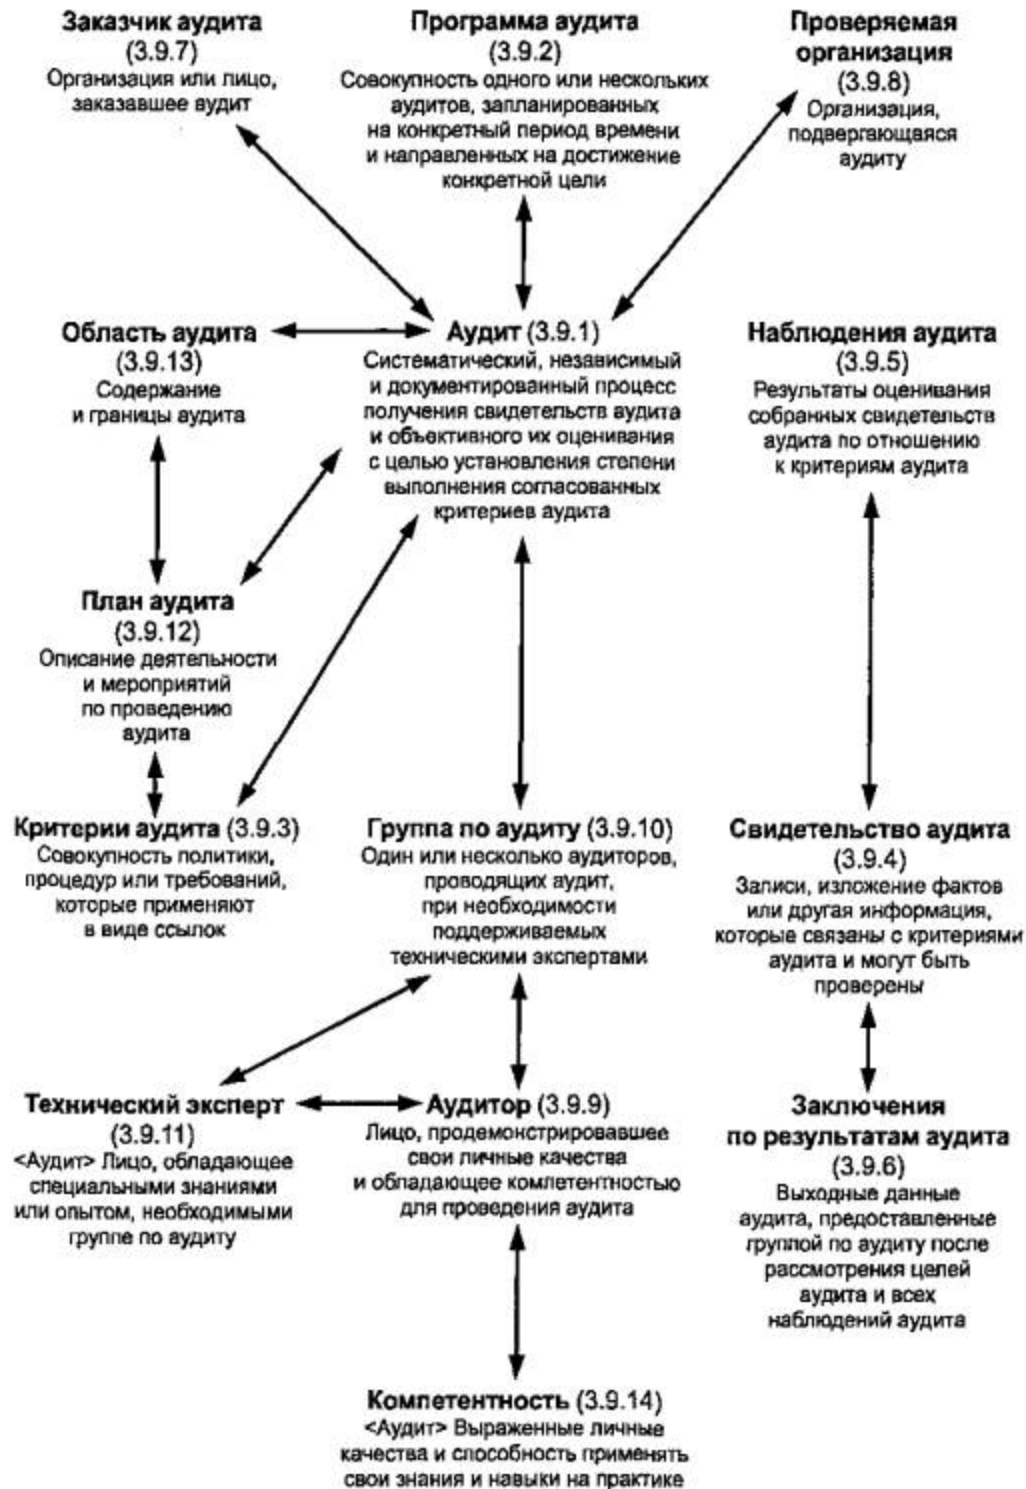 Заказчик аудита
(3.9.7)
Организация или лицо,
заказавшее аудит
Программа аудита
(3.9.2)
Совокупность одного или нескольких
аудитов, запланированных
на конкретный период времени
и направленных на достижение
конкретной цели
Проверяемая
организация
(3.9.8)
Организация,
подвергающаяся
аудиту
Область аудита
(3.9.13)
Содержание
и границы аудита
Аудит (3.9.1)
Систематический, независимый
и документированный процесс
получения свидетельств аудита
и объективного их оценивания
с целью установления степени
выполнения согласованных
критериев аудита
Наблюдения аудита
(3.9.5)
Результаты оценивания
собранных свидетельств
аудита по отношению
к критериям аудита
План аудита
(3.9.12)
Описание деятельности
и мероприятий
по проведению
аудита
Критерии аудита (3.9.3)
Совокупность политики,
процедур или требований,
которые применяют
в виде ссылок
Группа по аудиту (3.9.10)
Один или несколько аудиторов,
проводящих аудит,
при необходимости
поддерживаемых
техническими экспертами
Свидетельство аудита
(3.9.4)
Записи, изложение фактов
или другая информация,
которые связаны с критериями
аудита и могут быть
проверены
Технический эксперт
(3.9.11)
<Аудит> Лицо, обладающее
специальными знаниями
или опытом, необходимыми
группе по аудиту
Аудитор (3.9.9)
Лицо, продемонстрировавшее
свои личные качества
и обладающее компетентностью
для проведения аудита
Заключения
по результатам аудита
(3.9.6)
Выходные данные
аудита, предоставленные
группой по аудиту после
рассмотрения целей
аудита и всех
наблюдений аудита
Компетентность (3.9.14)
<Аудит> Выраженные личные
качества и способность применять
свои знания и навыки на практике